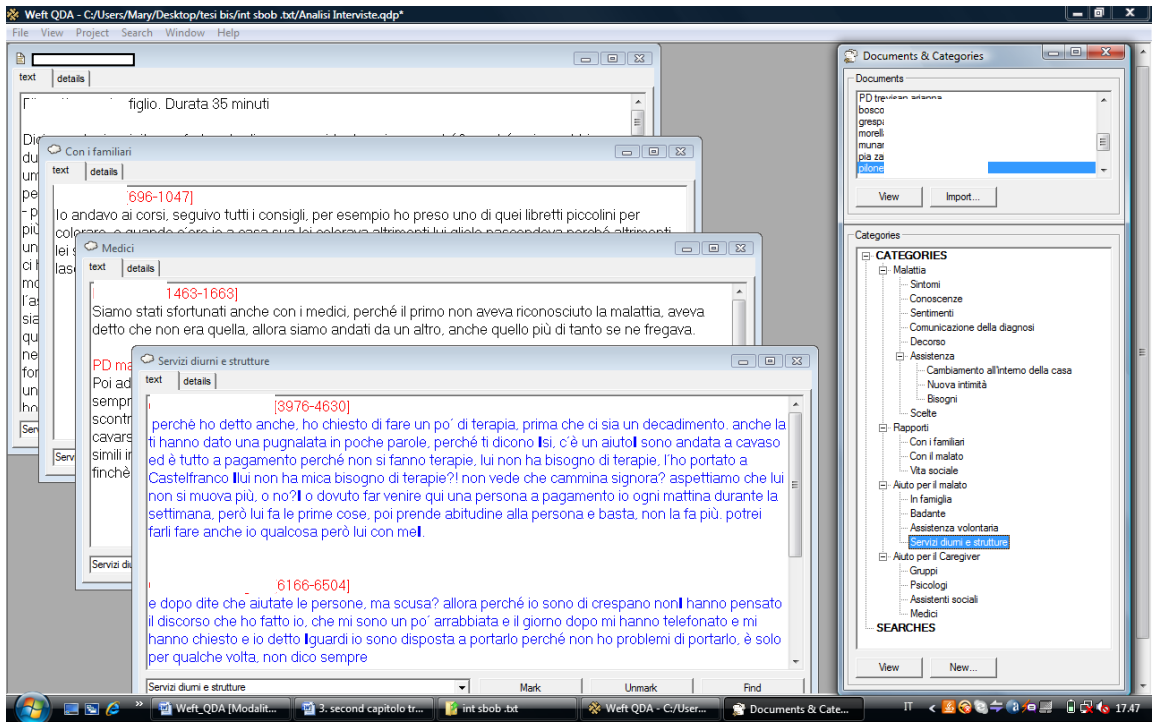 Weft QDA - C:/Users/Mary/Desktop/tesi bis/int sbob .txt/Analisi Interviste.qdp*
File View Project Search Window Help
text details
figlio. Durata 35 minuti
Con i familiari
text details
[696-1047]
Io andavo ai corsi, seguivo tutti i consigli, per esempio ho preso uno di quei libretti piccolini per
Medici
text details
1463-1663]
Siamo stati sfortunati anche con i medici, perché il primo non aveva riconosciuto la malattia, aveva
detto che non era quella, allora siamo andati da un altro, anche quello più di tanto se ne fregava.
PD
Poi ad
sempr
scontr
cavars
simili i
finchè
Servizi diurni e strutture
text details
[3976-4630]
perchè ho detto anche, ho chiesto di fare un po´ di terapia, prima che ci sia un decadimento. anche la
ti hanno dato una pugnalata in poche parole, perché ti dicono Isi, c´è un aiutoI sono andata a cavaso
ed è tutto a pagamento perché non si fanno terapie, lui non ha bisogno di terapie, l´ho portato a
Castelfranco Ilui non ha mica bisogno di terapie?! non vede che cammina signora? aspettiamo che lui
non si muova più, o no?I o dovuto far venire qui una persona a pagamento io ogni mattina durante la
settimana, però lui fa le prime cose, poi prende abitudine alla persona e basta, non la fa più. potrei
farli fare anche io qualcosa però lui con meI.
6166-6504]
e dopo dite che aiutate le persone, ma scusa? allora perché io sono di crespano nonI hanno pensato
il discorso che ho fatto io, che mi sono un po´ arrabbiata e il giorno dopo mi hanno telefonato e mi
hanno chiesto e io detto Iguardi io sono disposta a portarlo perché non ho problemi di portarlo, è solo
per qualche volta, non dico sempre
Servizi diurni e strutture Mark Unmark Find
Documents & Categories
Documents
PD trevisan arianna
bosco
grespa
morell
munar
pia za
pilone
View Import...
Categories
CATEGORIES
Malattia
Sintomi
Conoscenze
Sentimenti
Comunicazione della diagnosi
Decorso
Assistenza
Cambiamento all'interno della casa
Nuova intimità
Bisogni
Scelte
Rapporti
Con i familiari
Con il malato
Vita sociale
Aiuto per il malato
In famiglia
Badante
Assistenza volontaria
Servizi diurni e strutture
Aiuto per il Caregiver
Gruppi
Psicologi
Assistenti sociali
Medici
SEARCHES
View New...
Weft_QDA [Modalit... 3. second capitolo tr... int sbob .txt Weft QDA - C:/User... Documents & Cate... IT 17.47